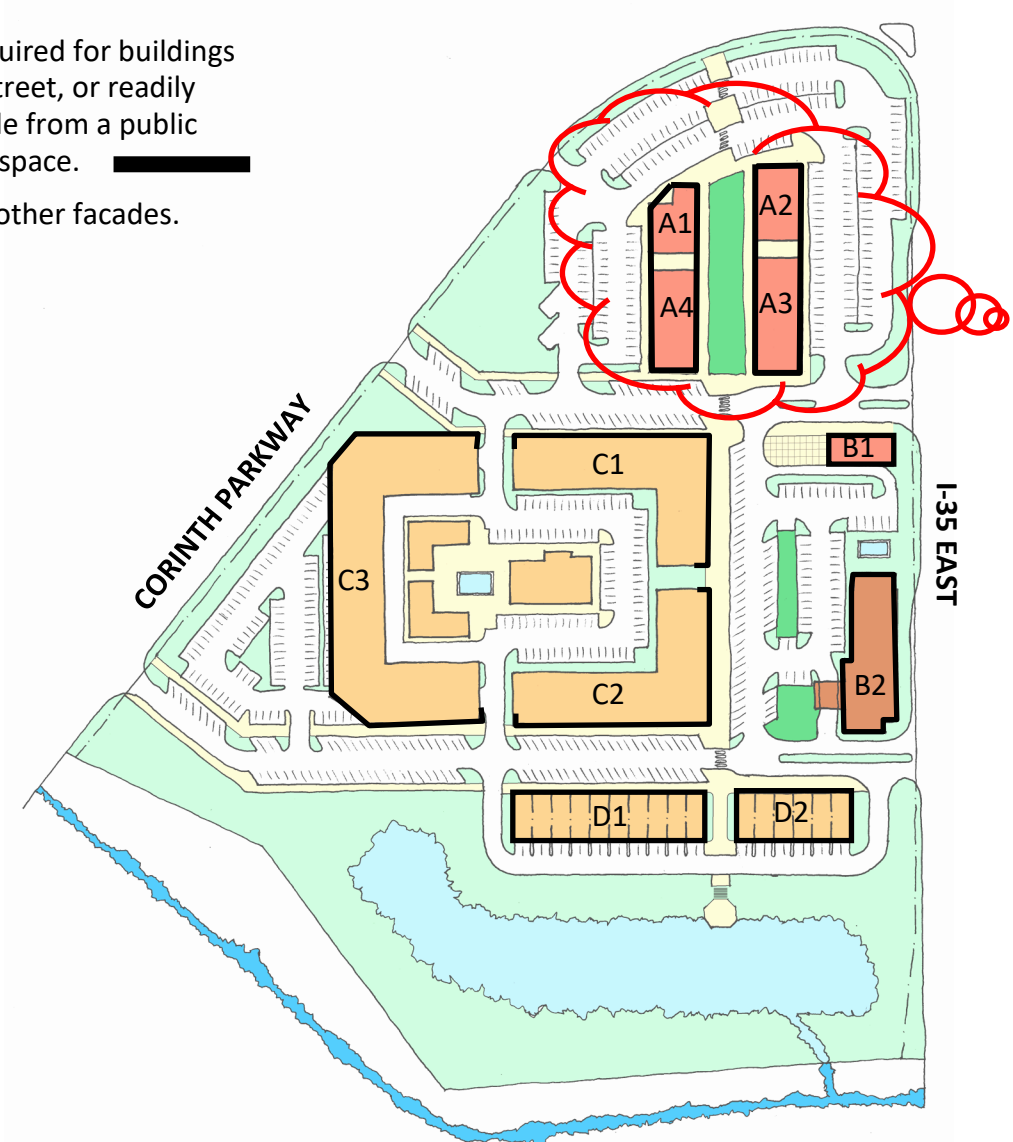 uired for buildings
treet, or readily
le from a public
space.
other facades.
A1
A2
A4
A3
CORINTH PARKWAY
B1
C1
I-35 EAST
C3
B2
C2
D1
D2